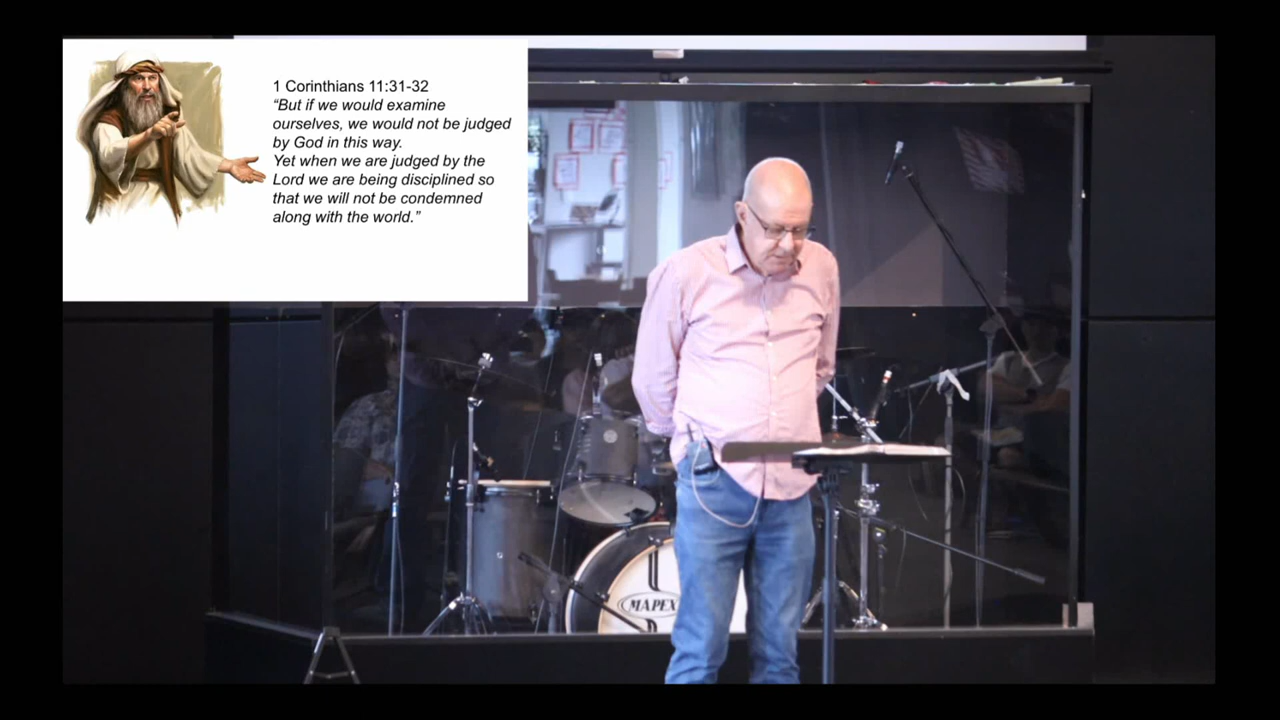 1 Corinthians 11:31-32
“But if we would examine
ourselves, we would not be judged
by God in this way.
Yet when we are judged by the
Lord we are being disciplined so
that we will not be condemned
along with the world.”
MAPEX